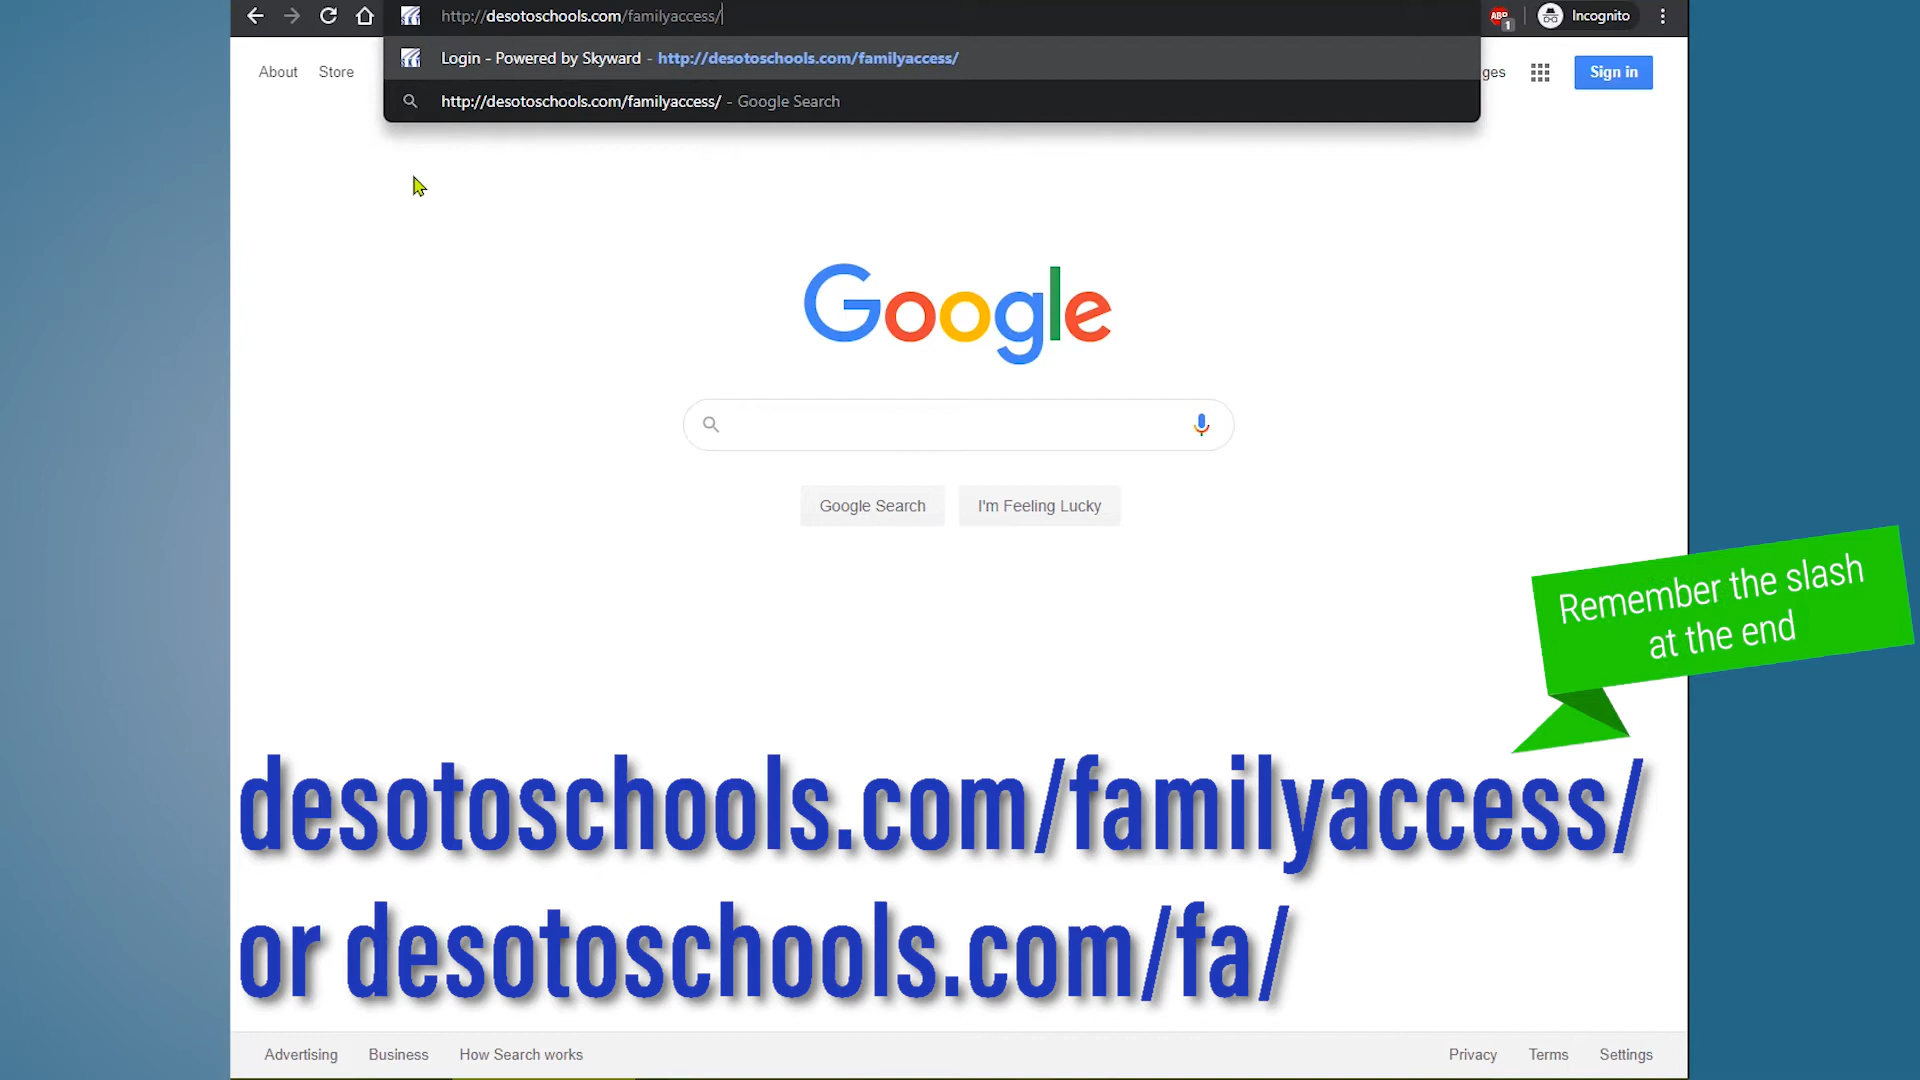 http://desotoschools.com/familyaccess/
ABP
1
Incognito
Login - Powered by Skyward - http://desotoschools.com/familyaccess/
http://desotoschools.com/familyaccess/ - Google Search
About
Store
ges
Sign in
Google
Google Search
I'm Feeling Lucky
Remember the slash
at the end
desotoschools.com/familyaccess/
or desotoschools.com/fa/
Advertising
Business
How Search works
Privacy
Terms
Settings